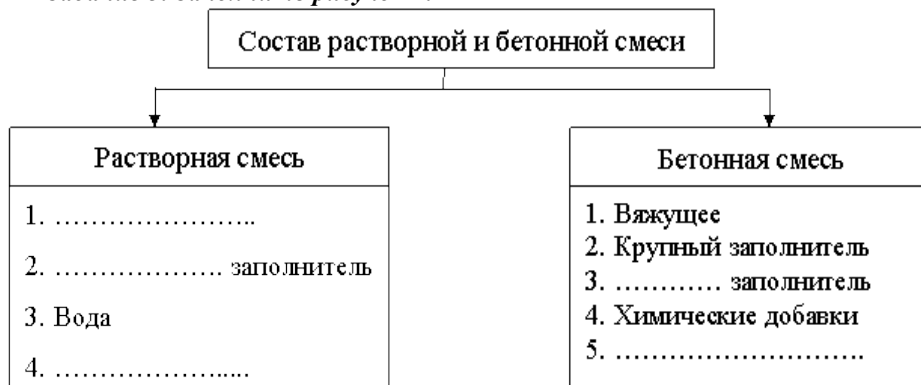 Состав растворной и бетонной смеси
Растворная смесь
1. …………………..
2. ………………. заполнитель
3. Вода
4. ………………......
Бетонная смесь
1. Вяжущее
2. Крупный заполнитель
3. ………… заполнитель
4. Химические добавки
5. ……………………….